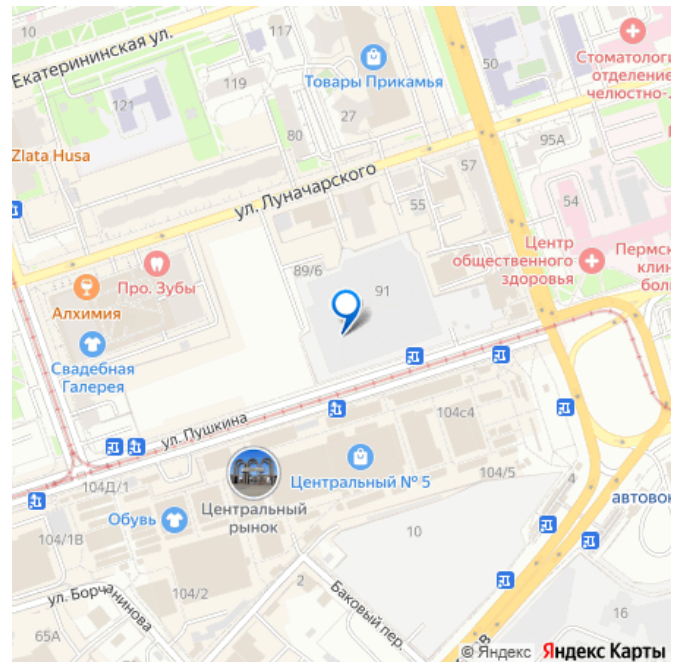 Екатерининская ул.
117
119
121
Товары Прикамья
50
Стоматологи
отделение
челюстно-л
27
80
95А
Zlata Husa
57
ул. Луначарского
55
54
Центр
общественного
здоровья
Пермск
клин
бол
89/6
91
Про. Зубы
Алхимия
Свадебная
Галерея
ул. Пушкина
104с4
104Д/1
Центральный № 5
104/5
4
автовок
Обувь
Центральный
рынок
104/1В
10
104/2
2
ул. Борчанинова
Баковый пер.
65А
16
© Яндекс Яндекс Карты